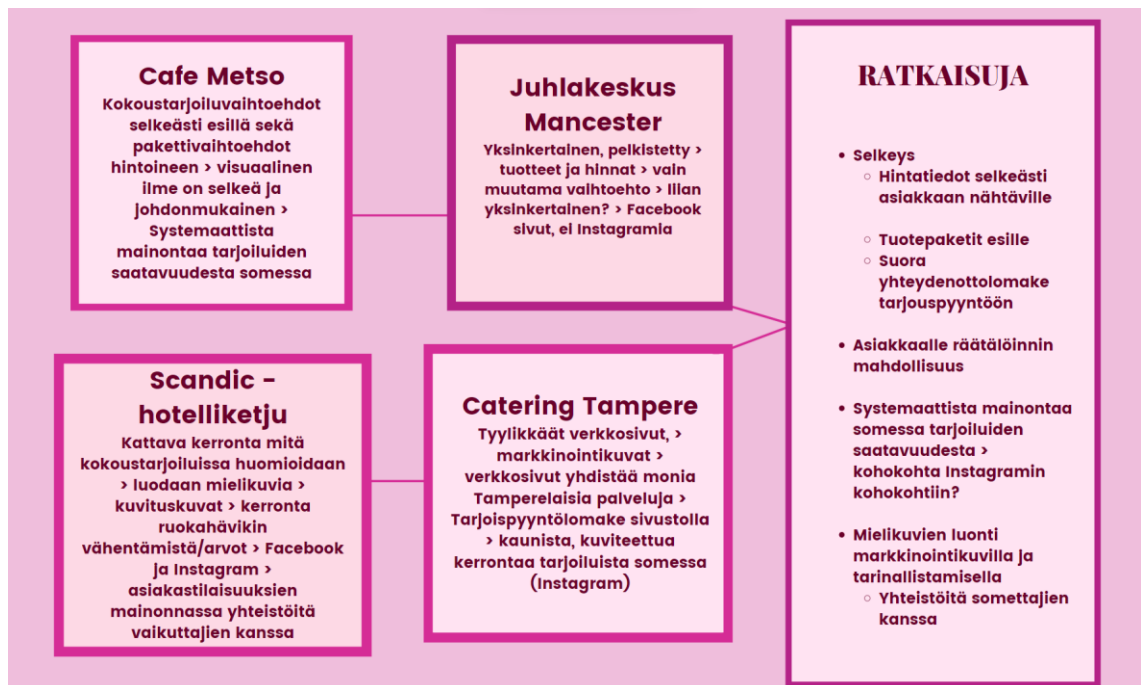 Cafe Metso
Kokoustarjoiluvaihtoehdot
selkeästi esillä sekä
pakettivaihtoehdot
hintoineen > visuaalinen
ilme on selkeä ja
johdonmukainen >
Systemaattista
mainontaa tarjoiluiden
saatavuudesta somessa
Juhlakeskus
Mancester
Yksinkertainen, pelkistetty >
tuotteet ja hinnat > vain
muutama vaihtoehto > liian
yksinkertainen? > Facebook
sivut, ei Instagramia
Scandic -
hotelliketju
Kattava kerronta mitä
kokoustarjoiluissa huomioidaan
> luodaan mielikuvia >
kuvituskuvat > kerronta
ruokahävikin
vähentämistä/arvot > Facebook
ja Instagram >
asiakastilaisuuksien
mainonnassa yhteistöitä
vaikuttajien kanssa
Catering Tampere
Tyylikkäät verkkosivut, >
markkinointikuvat >
verkkosivut yhdistää monia
Tamperelaisia palveluja >
Tarjoispyyntölomake sivustolla
> kaunista, kuviteettua
kerrontaa tarjoiluista somessa
(Instagram)
RATKAISUJA
• Selkeys
○ Hintatiedot selkeästi
asiakkaan nähtäville
○ Tuotepaketit esille
○ Suora
yhteydenottolomake
tarjouspyyntöön
• Asiakkaalle räätälöinnin
mahdollisuus
• Systemaattista mainontaa
somessa tarjoiluiden
saatavuudesta >
kohokohta Instagramin
kohokohtiin?
• Mielikuvien luonti
markkinointikuvilla ja
tarinallistamisella
○ Yhteistöitä somettajien
kanssa